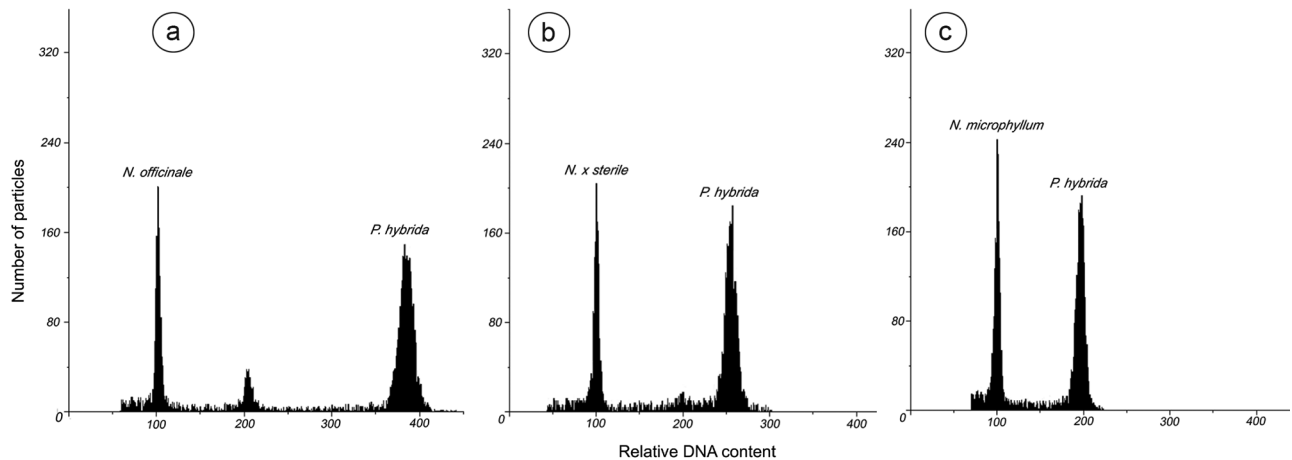 a
320
240
160
80
0
N. officinale
P. hybrida
0
100
200
300
400
Number of particles
b
320
240
160
80
0
N. x sterile
P. hybrida
0
100
200
300
400
Relative DNA content
c
320
240
160
80
0
N. microphyllum
P. hybrida
100
200
300
400